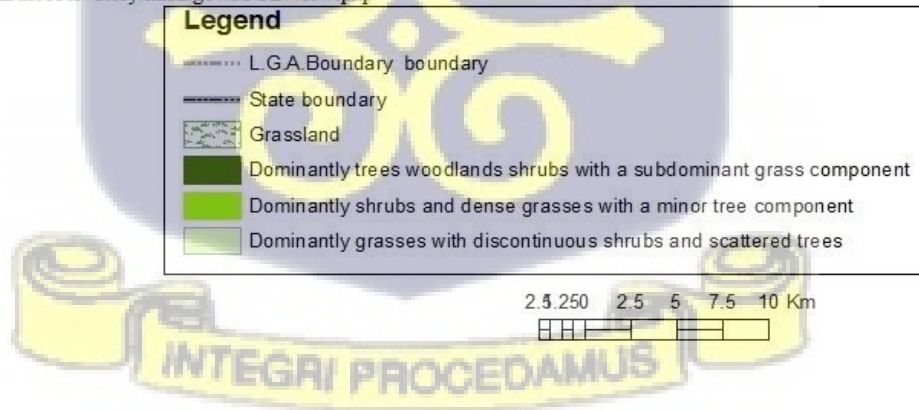 Legend
L.G.A.Boundary boundary
State boundary
Grassland
Dominantly trees woodlands shrubs with a subdominant grass component
Dominantly shrubs and dense grasses with a minor tree component
Dominantly grasses with discontinuous shrubs and scattered trees
2.5 1.25 0 2.5 5 7.5 10 Km
INTEGRI PROCEDAMUS